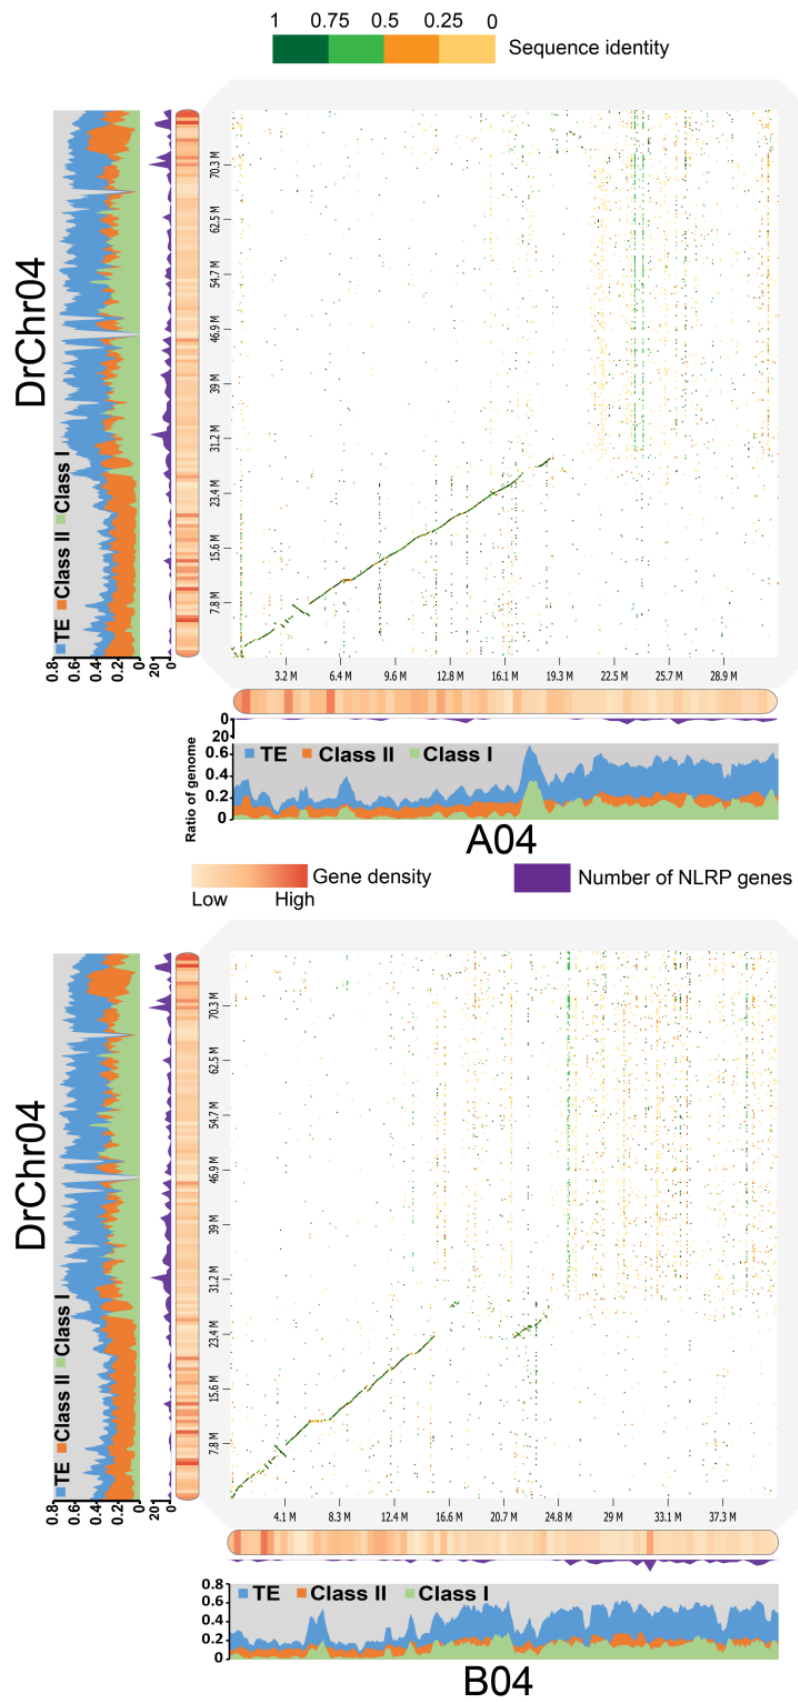 1 0.75 0.5 0.25 0
Sequence identity
DrChr04
TE Class II Class I
0.8 0.6 0.4 0.2 0
20 0
70.3 M
62.5 M
54.7 M
46.9 M
39 M
31.2 M
23.4 M
15.6 M
7.8 M
3.2 M 6.4 M 9.6 M 12.8 M 16.1 M 19.3 M 22.5 M 25.7 M 28.9 M
0
20
Ratio of genome
0.6
0.4
0.2
0
TE Class II Class I
A04
Gene density
Low High
Number of NLRP genes
DrChr04
TE Class II Class I
0.8 0.6 0.4 0.2 0
20 0
70.3 M
62.5 M
54.7 M
46.9 M
39 M
31.2 M
23.4 M
15.6 M
7.8 M
4.1 M 8.3 M 12.4 M 16.6 M 20.7 M 24.8 M 29 M 33.1 M 37.3 M
0.8
0.6
0.4
0.2
0
TE Class II Class I
B04